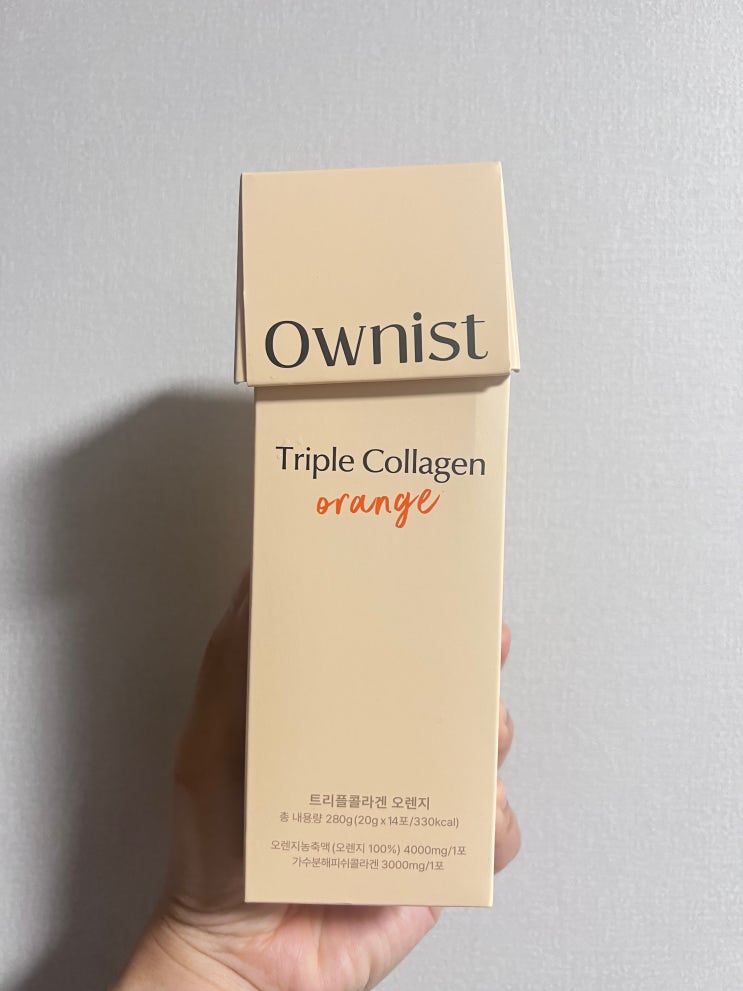 Ownist
Triple Collagen
orange
트리플콜라겐 오렌지
총 내용량 280g(20g x 14포/330kcal)
오렌지농축액(오렌지 100%) 4000mg/1포
가수분해피쉬콜라겐 3000mg/1포